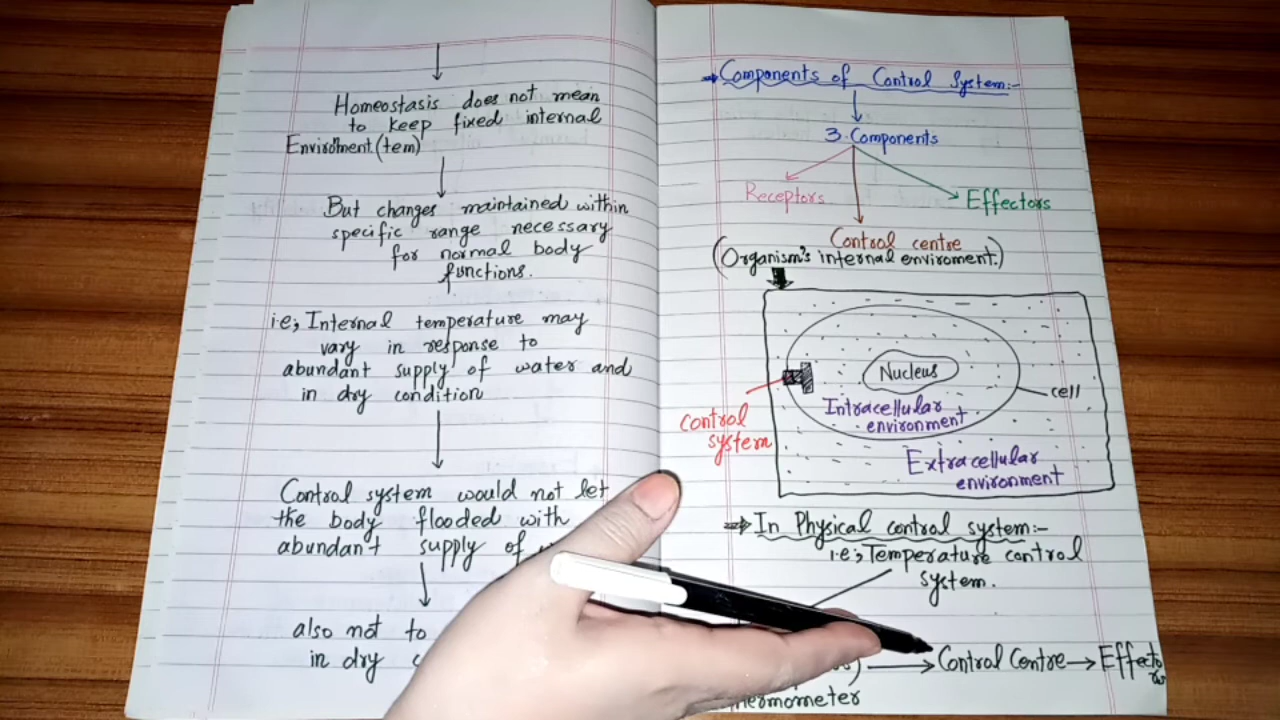 Homeostasis does not mean
to keep fixed internal
Enviroment (tem)
But changes maintained within
specific range necessary
for normal body
functions.
i.e; Internal temperature may
vary in response to
abundant supply of water and
in dry condition
Control system would not let
the body flooded with
abundant supply of
also not to
in dry
Components of Control System:-
3. Components
Receptors
Effectors
Control centre
(Organism's internal enviroment.)
Nucleus
cell
Intracellular
environment
Control
system
Extracellular
environment
In Physical control system:-
i.e; Temperature control
system.
Control Centre → Effecto
rs
thermometer